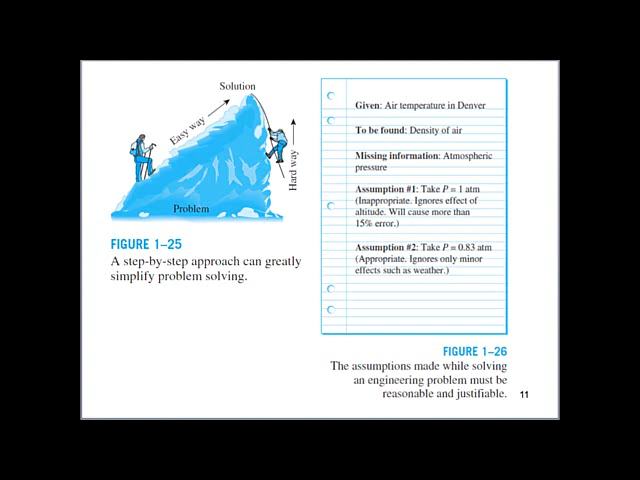 Solution
Easy way
Hard way
Problem
FIGURE 1–25
A step-by-step approach can greatly
simplify problem solving.
Given: Air temperature in Denver
To be found: Density of air
Missing information: Atmospheric
pressure
Assumption #1: Take P = 1 atm
(Inappropriate. Ignores effect of
altitude. Will cause more than
15% error.)
Assumption #2: Take P = 0.83 atm
(Appropriate. Ignores only minor
effects such as weather.)
FIGURE 1–26
The assumptions made while solving
an engineering problem must be
reasonable and justifiable.
11